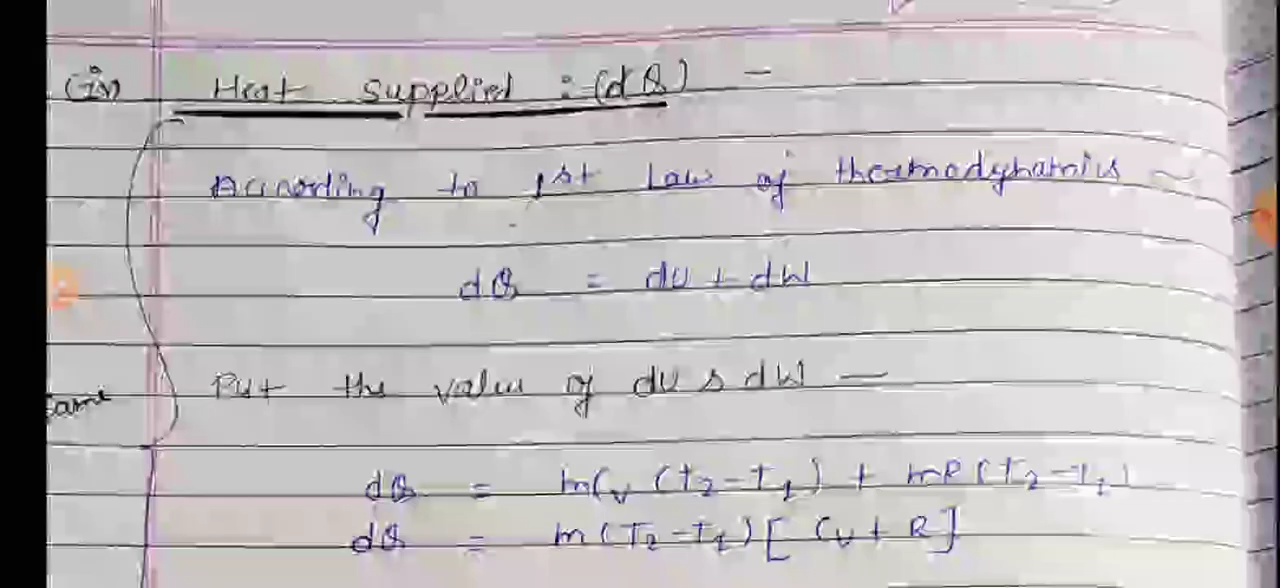 (iv) Heat supplied :- (dQ) -
According to 1st Law of thermodynamics ~
dQ = dU + dW
Put the value of dU & dW -
same
dQ = mCv (T2-T1) + mR (T2-T1)
dQ = m (T2-T1) [ Cv + R]